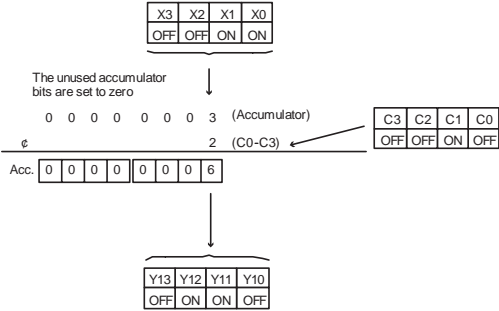 X3 X2 X1 X0
OFF OFF ON ON
The unused accumulator
bits are set to zero
0 0 0 0 0 0 0 3 (Accumulator)
¢ 2 (C0-C3)
C3 C2 C1 C0
OFF OFF ON OFF
Acc. 0 0 0 0 0 0 0 6
Y13 Y12 Y11 Y10
OFF ON ON OFF